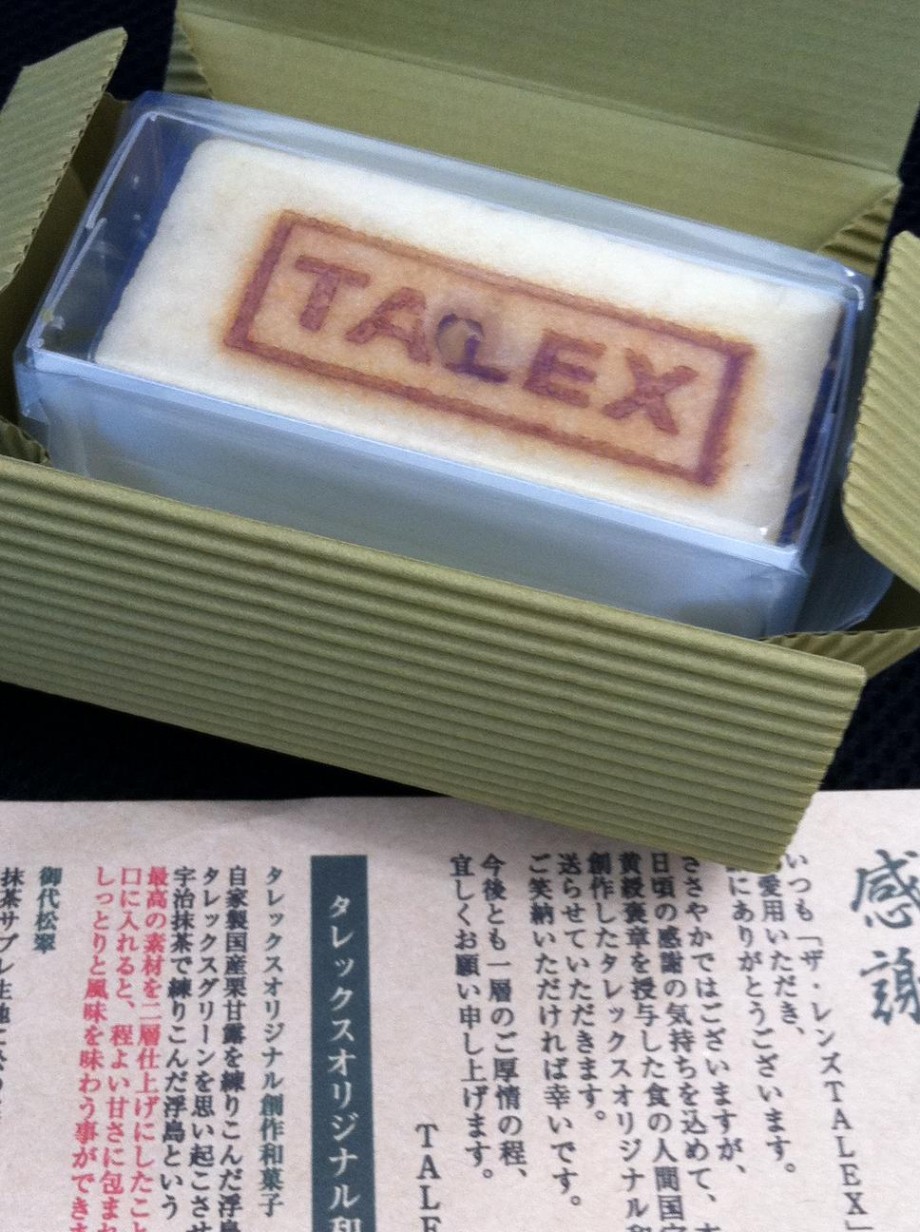 TALEX
感謝
いつも「ザ・レンズTALEX」
愛用いただき、
にありがとうございます。
ささやかではございますが、
日頃の感謝の気持ちを込めて、
黄綬褒章を授与した食の人間国
創作したタレックスオリジナル
送らせていただきます。
ご笑納いただければ幸いです。
今後とも一層のご厚情の程、
宜しくお願い申し上げます。
TALE
タレックスオリジナル和
タレックスオリジナル創作和菓子
自家製国産栗甘露を練りこんだ浮島
タレックスグリーンを思い起こさせ
宇治抹茶で練りこんだ浮島という
最高の素材を二層仕上げにしたこと
口に入れると、程よい甘さに包まれ
しっとりと風味を味わう事ができま
御代松翠
抹茶サブレ生地に